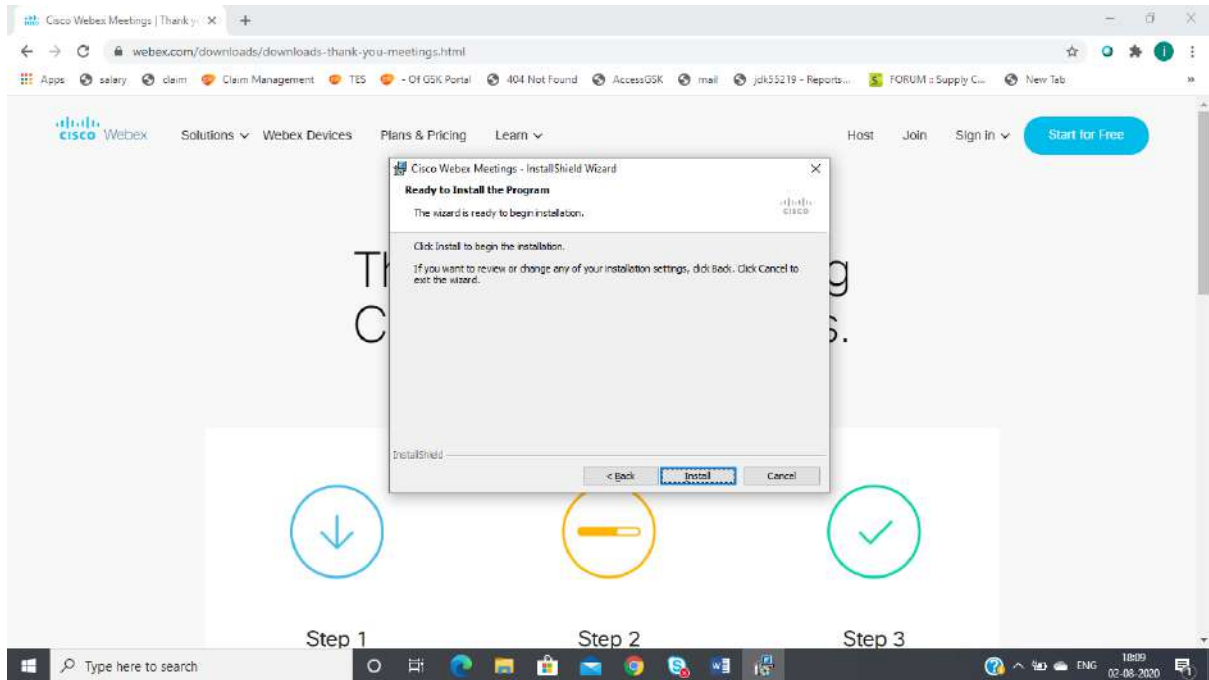 Cisco Webex Meetings | Thank y
webex.com/downloads/downloads-thank-you-meetings.html
Apps salary claim Claim Management TES - Of GSK Portal 404 Not Found AccessGSK mail jdk55219 - Reports... FORUM :: Supply C... New Tab
CISCO Webex Solutions Webex Devices Plans & Pricing Learn Host Join Sign in Start for Free
Cisco Webex Meetings - InstallShield Wizard
Ready to Install the Program
The wizard is ready to begin installation.
CISCO
Click Install to begin the installation.
If you want to review or change any of your installation settings, click Back. Click Cancel to
exit the wizard.
Th g
C s.
InstallShield
< Back Install Cancel
Step 1 Step 2 Step 3
Type here to search
ENG 18:09
02-08-2020